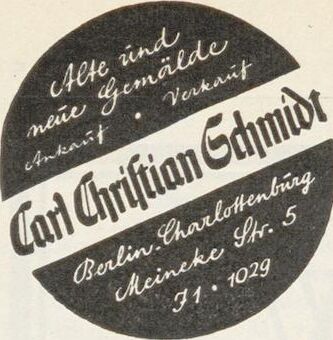 Alte und
neue Gemälde
Ankauf · Verkauf
Carl Christian Schmidt
Berlin-Charlottenburg
Meineke Str. 5
J1 · 1029